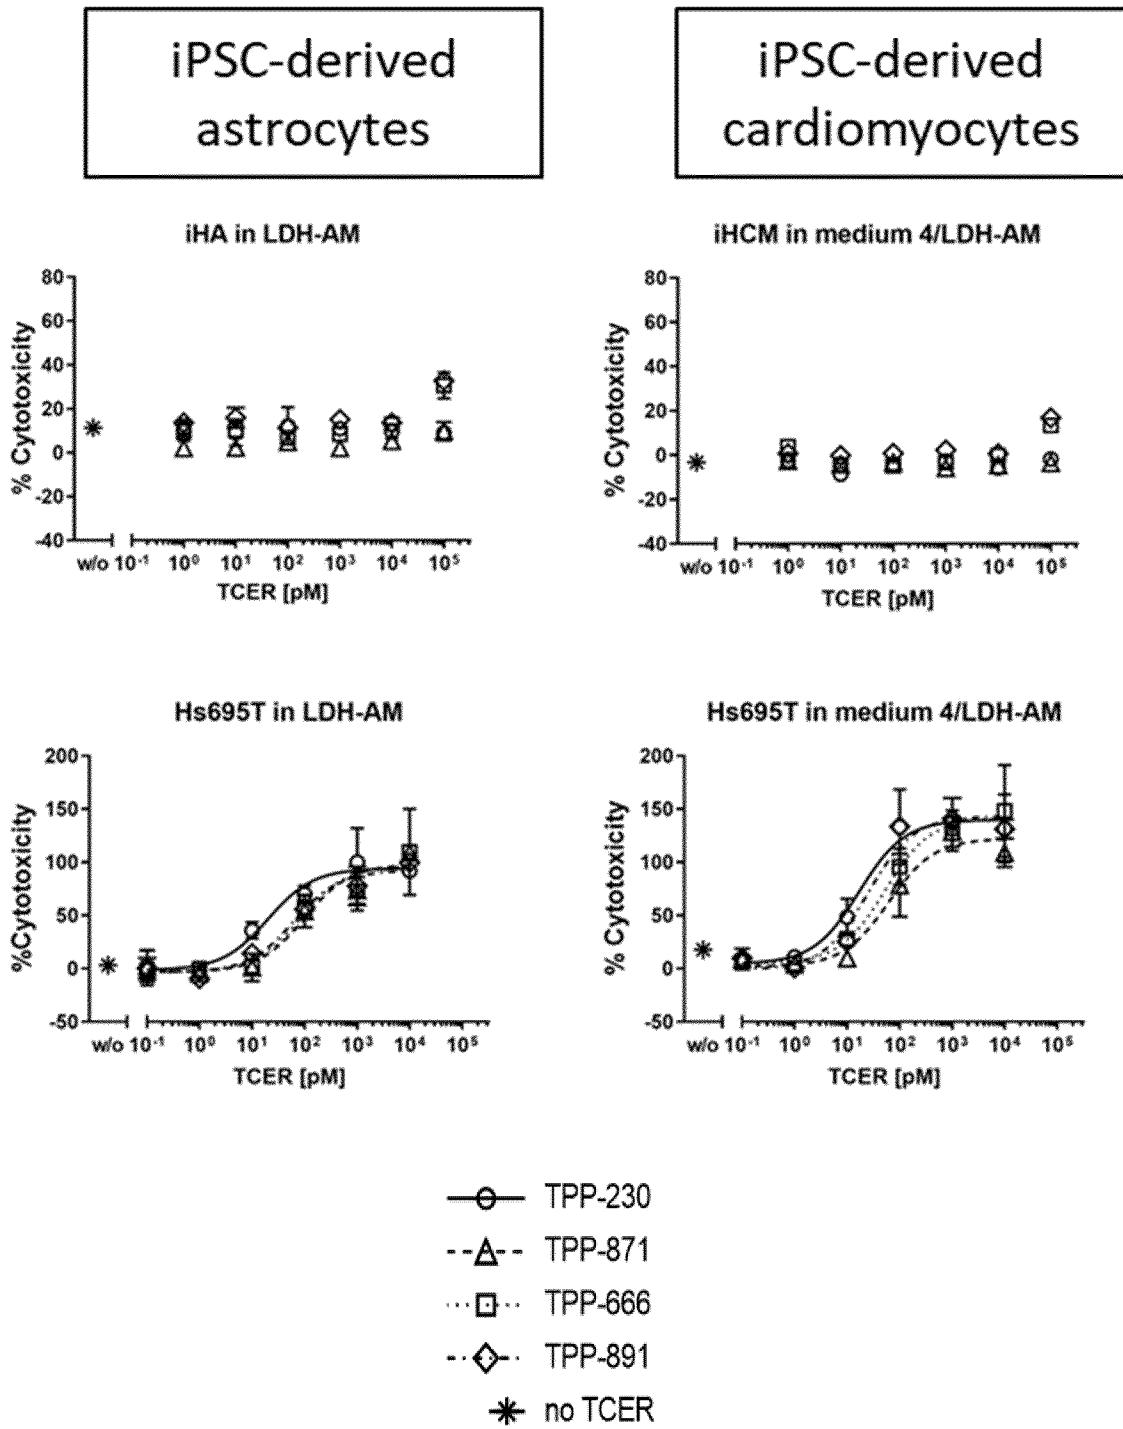 iPSC-derived
astrocytes
iPSC-derived
cardiomyocytes
iHA in LDH-AM
% Cytotoxicity
80
60
40
20
0
-20
-40
w/o 10⁻¹ 10⁰ 10¹ 10² 10³ 10⁴ 10⁵
TCER [pM]
iHCM in medium 4/LDH-AM
% Cytotoxicity
80
60
40
20
0
-20
-40
w/o 10⁻¹ 10⁰ 10¹ 10² 10³ 10⁴ 10⁵
TCER [pM]
Hs695T in LDH-AM
%Cytotoxicity
200
150
100
50
0
-50
w/o 10⁻¹ 10⁰ 10¹ 10² 10³ 10⁴ 10⁵
TCER [pM]
Hs695T in medium 4/LDH-AM
% Cytotoxicity
200
150
100
50
0
-50
w/o 10⁻¹ 10⁰ 10¹ 10² 10³ 10⁴ 10⁵
TCER [pM]
TPP-230
TPP-871
TPP-666
TPP-891
no TCER